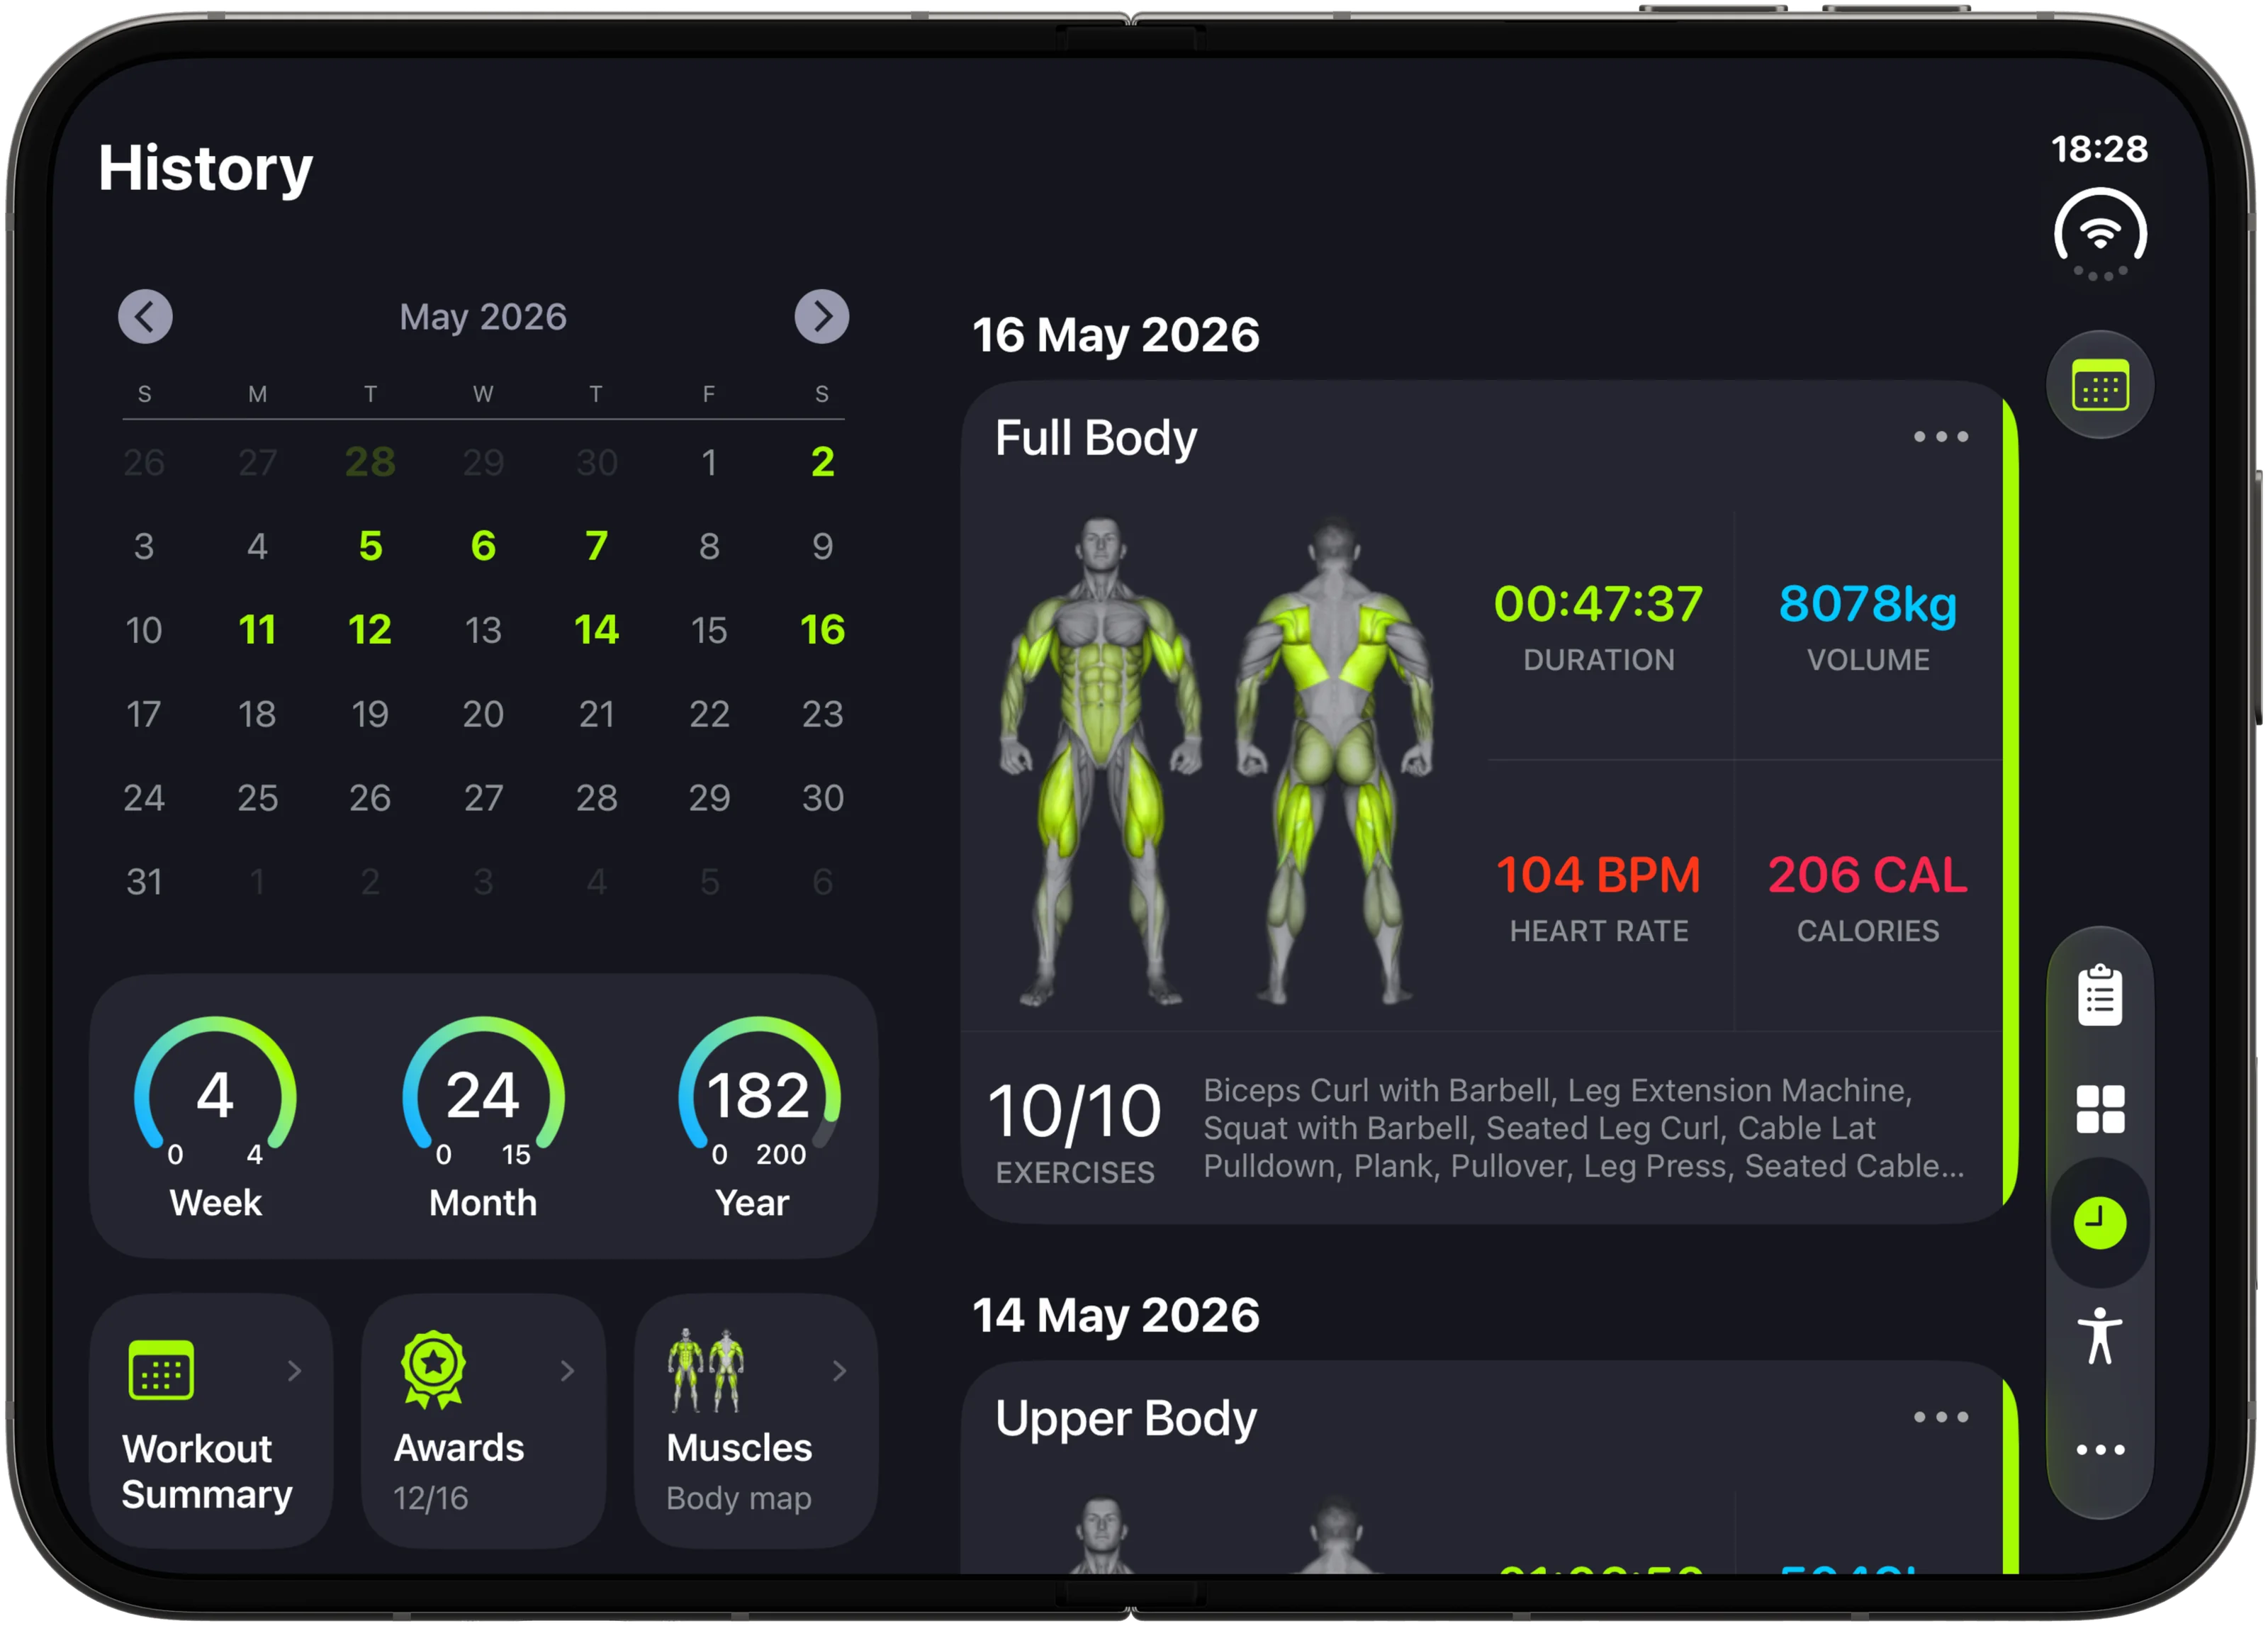 History
18:28
May 2026
S M T W T F S
26 27 28 29 30 1 2
3 4 5 6 7 8 9
10 11 12 13 14 15 16
17 18 19 20 21 22 23
24 25 26 27 28 29 30
31 1 2 3 4 5 6
4
0 4
Week
24
0 15
Month
182
0 200
Year
Workout
Summary
Awards
12/16
Muscles
Body map
16 May 2026
Full Body
00:47:37
DURATION
8078kg
VOLUME
104 BPM
HEART RATE
206 CAL
CALORIES
10/10
EXERCISES
Biceps Curl with Barbell, Leg Extension Machine,
Squat with Barbell, Seated Leg Curl, Cable Lat
Pulldown, Plank, Pullover, Leg Press, Seated Cable...
14 May 2026
Upper Body